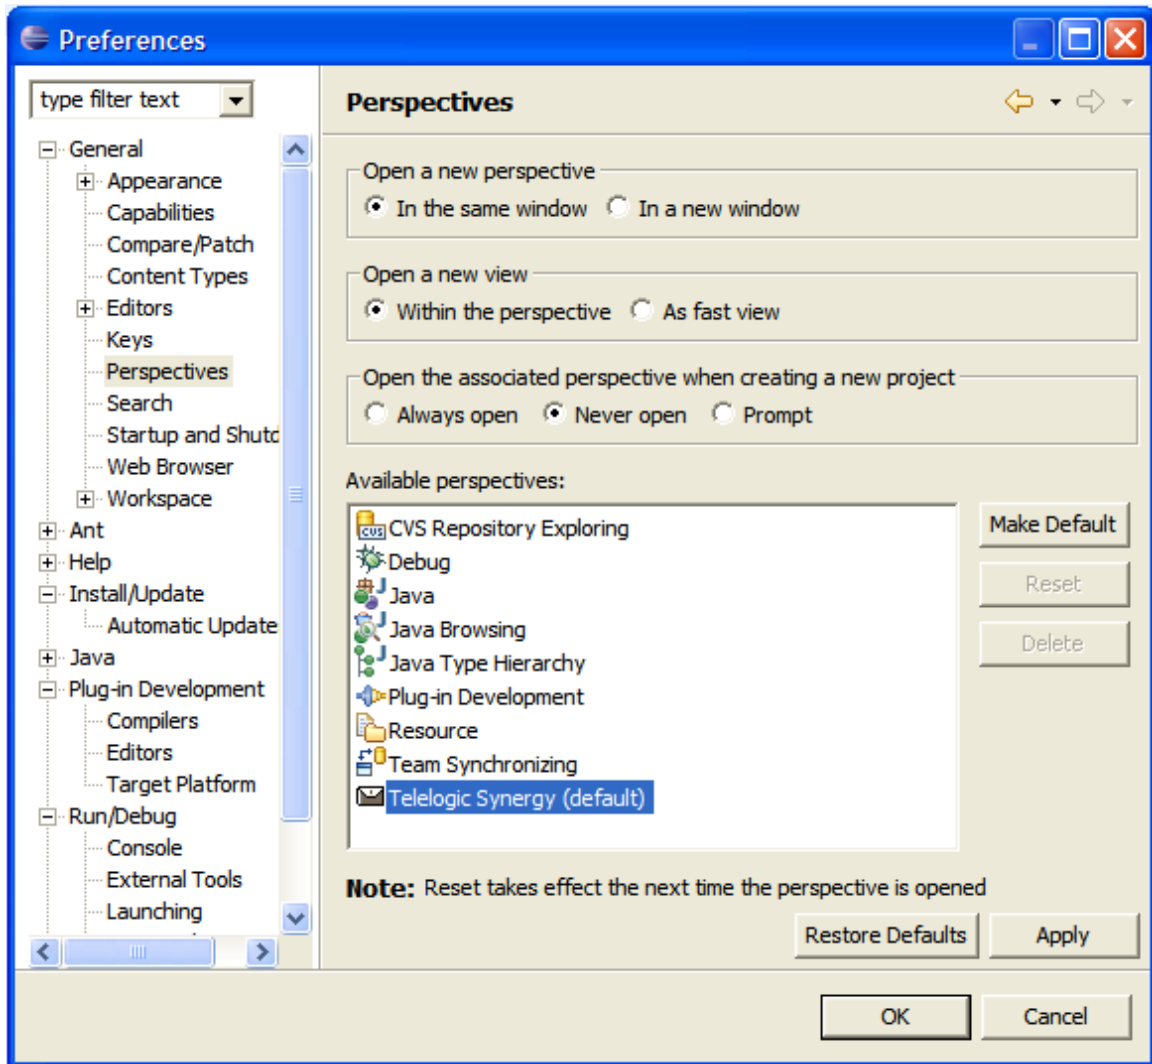 Preferences
type filter text
General
Appearance
Capabilities
Compare/Patch
Content Types
Editors
Keys
Perspectives
Search
Startup and Shutd
Web Browser
Workspace
Ant
Help
Install/Update
Automatic Update
Java
Plug-in Development
Compilers
Editors
Target Platform
Run/Debug
Console
External Tools
Launching
Perspectives
Open a new perspective
In the same window In a new window
Open a new view
Within the perspective As fast view
Open the associated perspective when creating a new project
Always open Never open Prompt
Available perspectives:
CVS CVS Repository Exploring
Debug
J Java
J Java Browsing
J Java Type Hierarchy
Plug-in Development
Resource
Team Synchronizing
Telelogic Synergy (default)
Make Default
Reset
Delete
Note: Reset takes effect the next time the perspective is opened
Restore Defaults Apply
OK Cancel